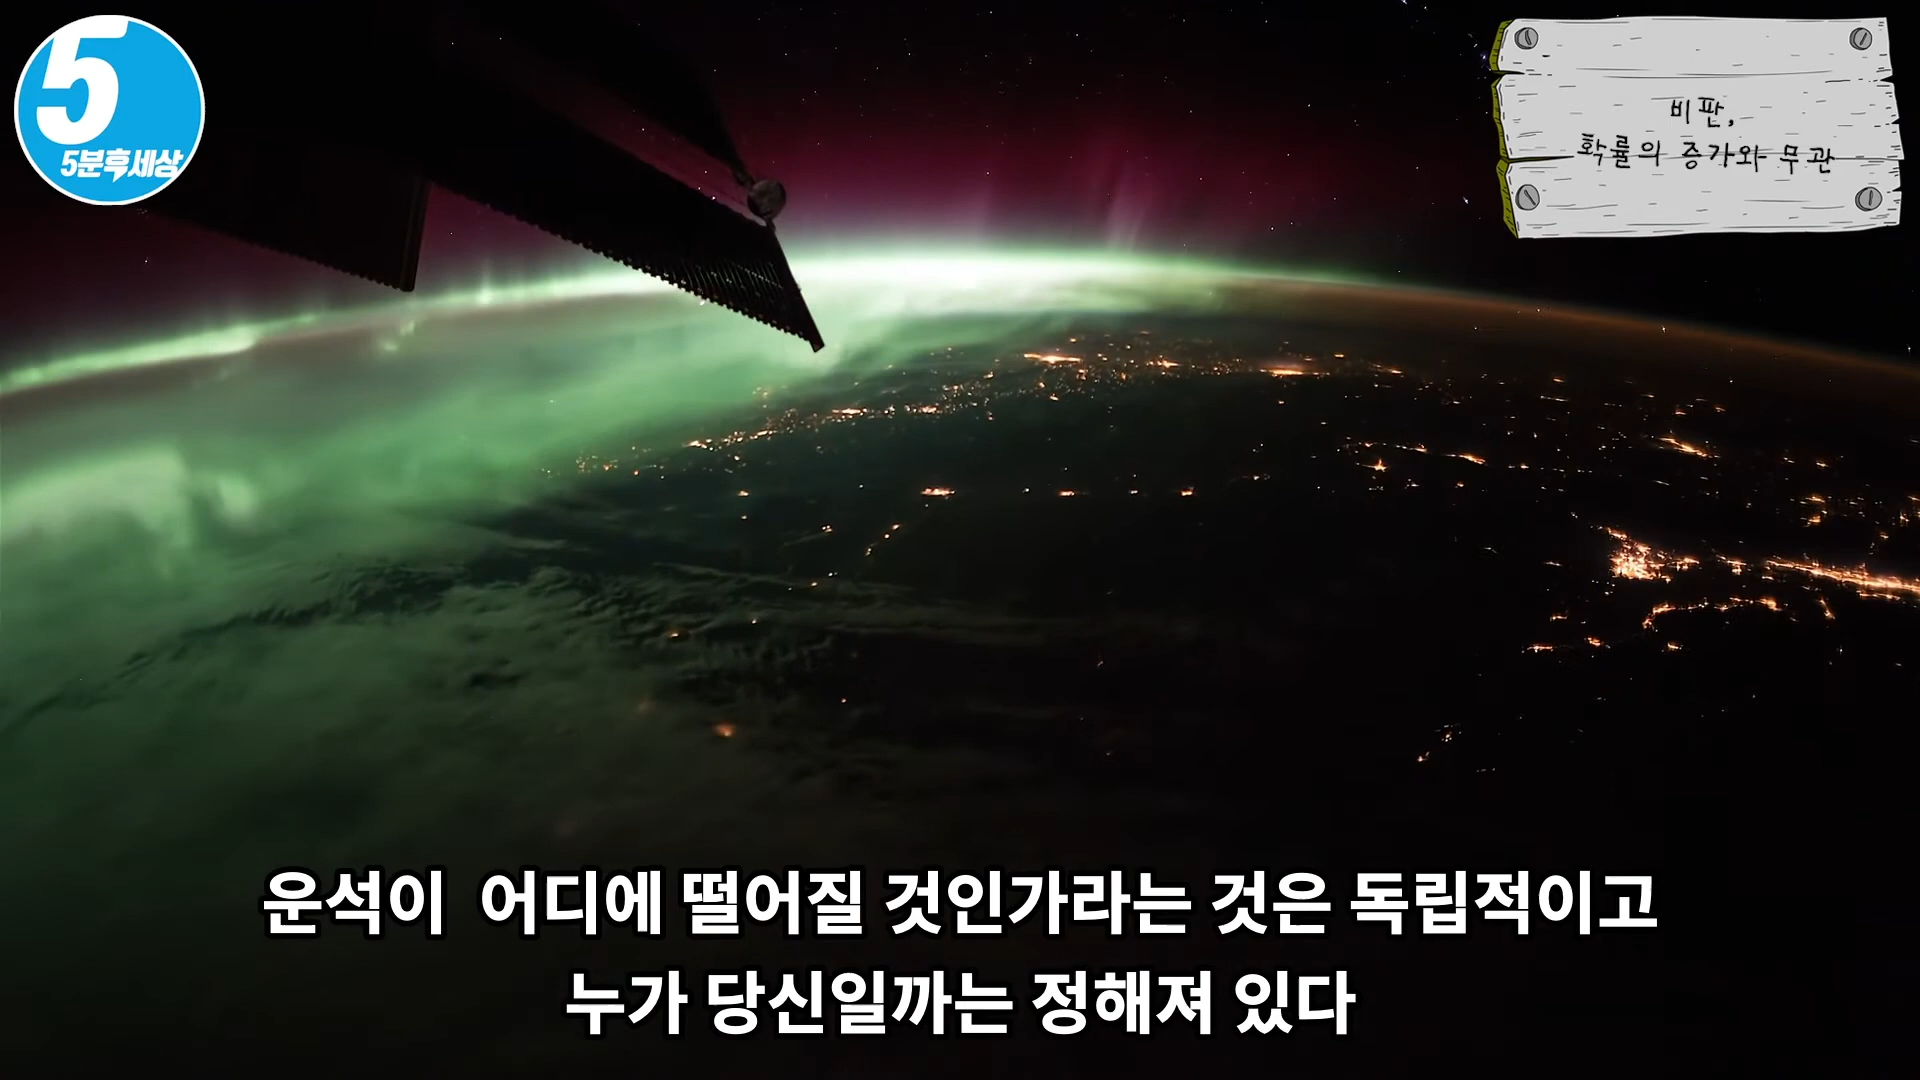 5
5분후세상
비판,
확률의 증가와 무관
운석이 어디에 떨어질 것인가라는 것은 독립적이고
누가 당신일까는 정해져 있다